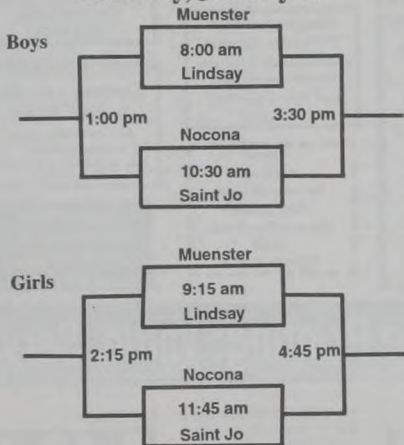 Muenster
Boys
8:00 am
Lindsay
1:00 pm
3:30 pm
Nocona
10:30 am
Saint Jo
Muenster
Girls
9:15 am
Lindsay
2:15 pm
4:45 pm
Nocona
11:45 am
Saint Jo